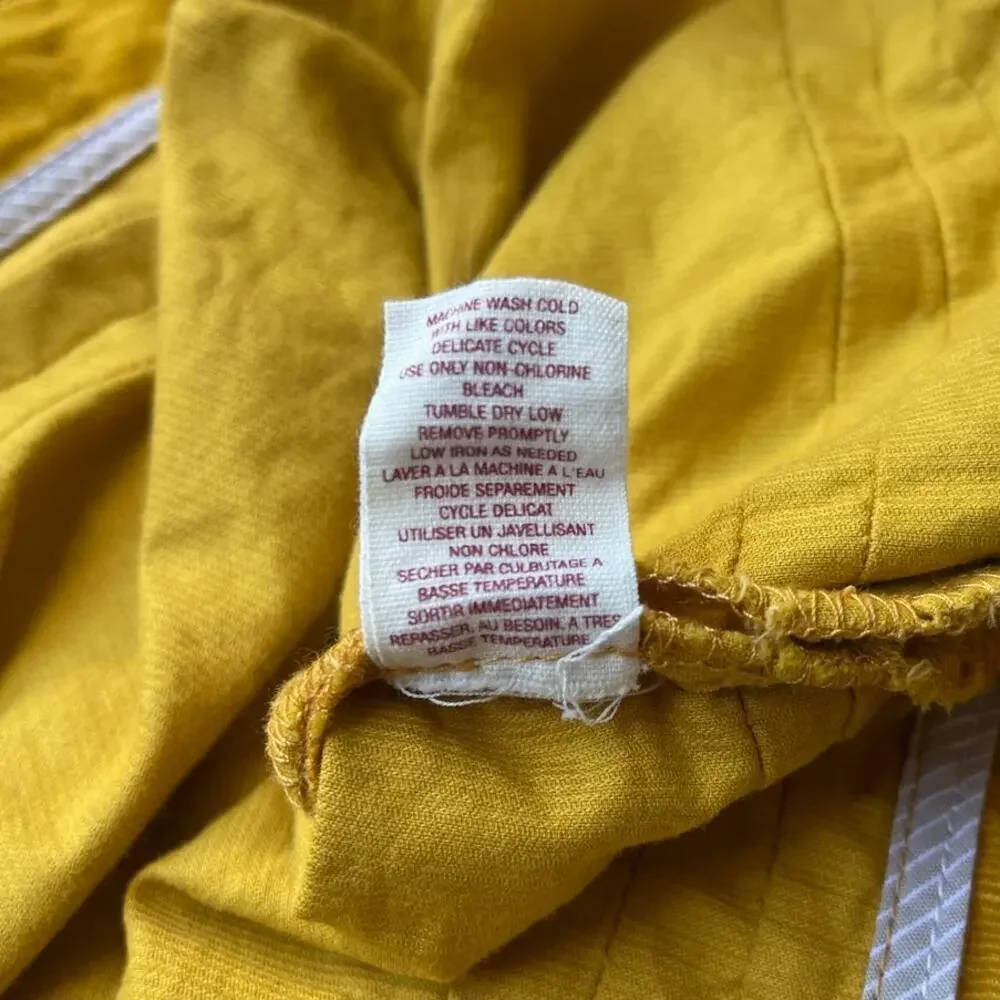 MACHINE WASH COLD
WITH LIKE COLORS
DELICATE CYCLE
USE ONLY NON-CHLORINE
BLEACH
TUMBLE DRY LOW
REMOVE PROMPTLY
LOW IRON AS NEEDED
LAVER A LA MACHINE A L'EAU
FROIDE SEPAREMENT
CYCLE DELICAT
UTILISER UN JAVELLISANT
NON CHLORE
SECHER PAR CULBUTAGE A
BASSE TEMPERATURE
SORTIR IMMEDIATEMENT
REPASSER, AU BESOIN, A TRES
BASSE TEMPERATURE